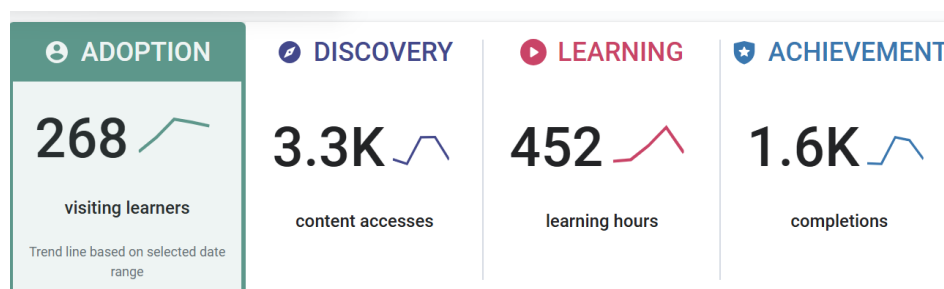 ADOPTION
268
visiting learners
Trend line based on selected date
range
DISCOVERY
3.3K
content accesses
LEARNING
452
learning hours
ACHIEVEMENT
1.6K
completions